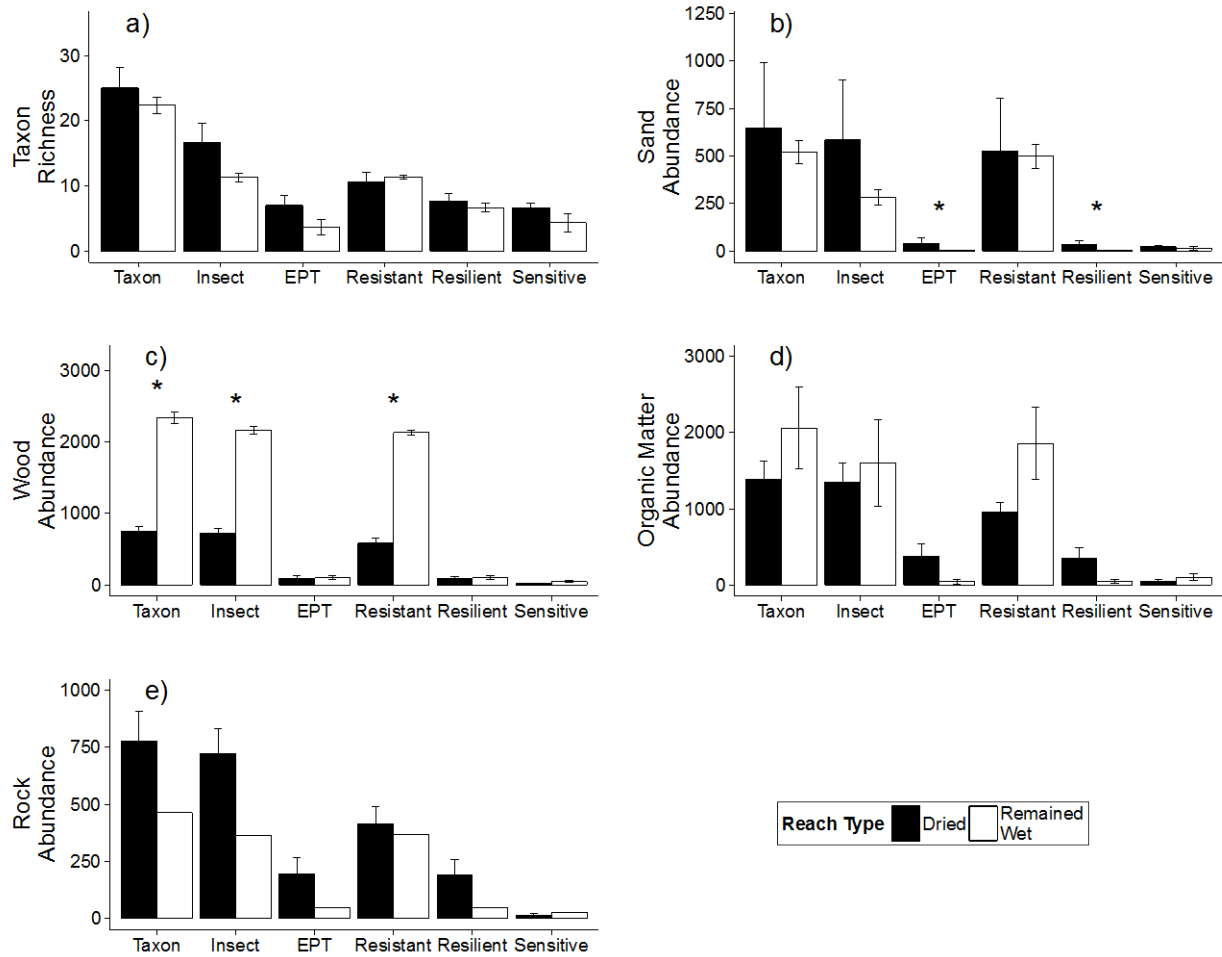 a)
Taxon
Richness
30
20
10
0
Taxon Insect EPT Resistant Resilient Sensitive
b)
Sand
Abundance
1250
1000
750
500
250
0
* *
Taxon Insect EPT Resistant Resilient Sensitive
c)
Wood
Abundance
3000
2000
1000
0
* * *
Taxon Insect EPT Resistant Resilient Sensitive
d)
Organic Matter
Abundance
3000
2000
1000
0
Taxon Insect EPT Resistant Resilient Sensitive
e)
Rock
Abundance
1000
750
500
250
0
Taxon Insect EPT Resistant Resilient Sensitive
Reach Type Dried Remained
Wet